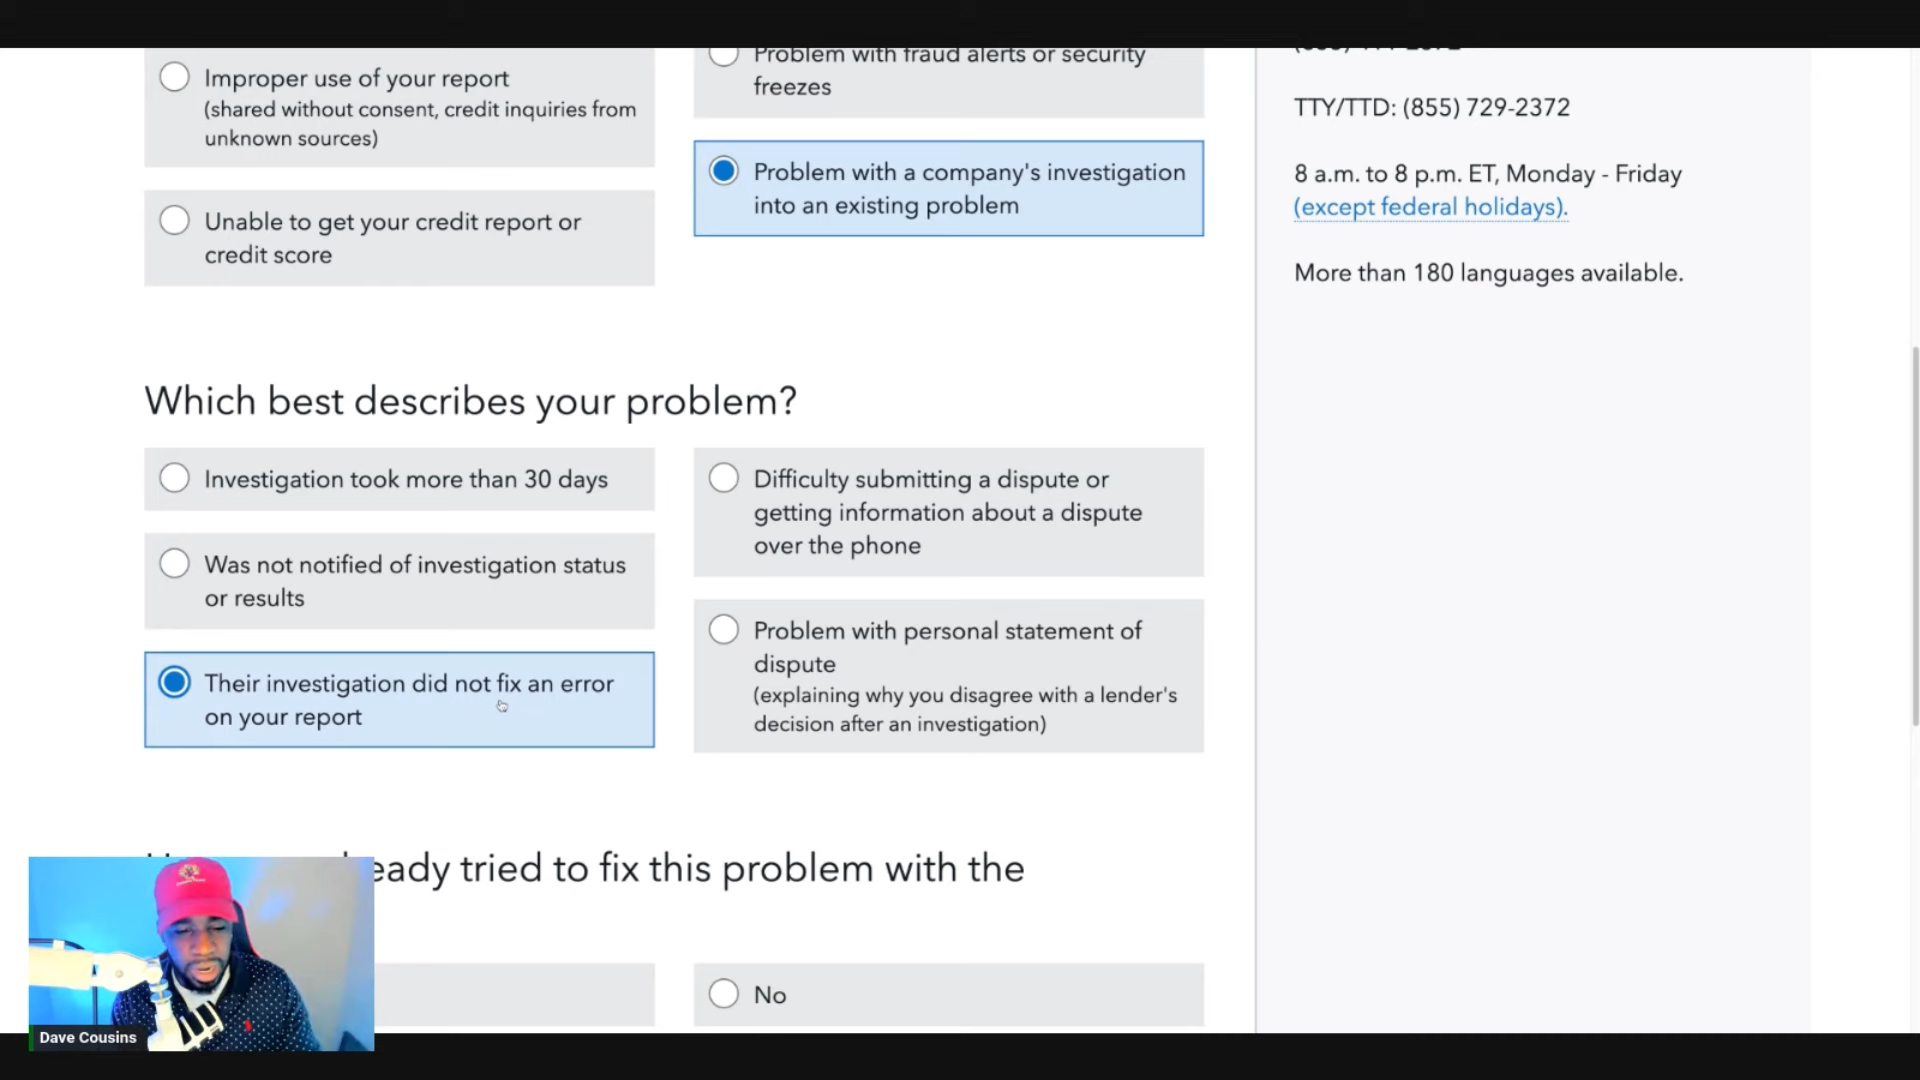 Improper use of your report
(shared without consent, credit inquiries from
unknown sources)
Unable to get your credit report or
credit score
Problem with fraud alerts or security
freezes
Problem with a company's investigation
into an existing problem
TTY/TTD: (855) 729-2372
8 a.m. to 8 p.m. ET, Monday - Friday
(except federal holidays).
More than 180 languages available.
Which best describes your problem?
Investigation took more than 30 days
Was not notified of investigation status
or results
Their investigation did not fix an error
on your report
Difficulty submitting a dispute or
getting information about a dispute
over the phone
Problem with personal statement of
dispute
(explaining why you disagree with a lender's
decision after an investigation)
tried to fix this problem with the
No
Dave Cousins